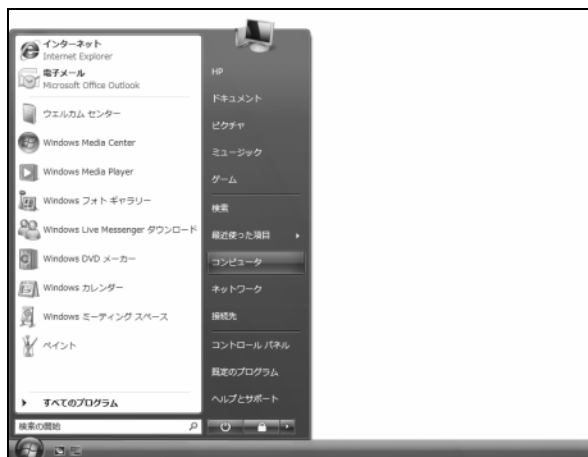 インターネット
Internet Explorer
電子メール
Microsoft Office Outlook
ウェルカム センター
Windows Media Center
Windows Media Player
Windows フォト ギャラリー
Windows Live Messenger ダウンロード
Windows DVD メーカー
Windows カレンダー
Windows ミーティング スペース
ペイント
すべてのプログラム
検索の開始
HP
ドキュメント
ピクチャ
ミュージック
ゲーム
検索
最近使った項目
コンピュータ
ネットワーク
接続先
コントロール パネル
既定のプログラム
ヘルプとサポート